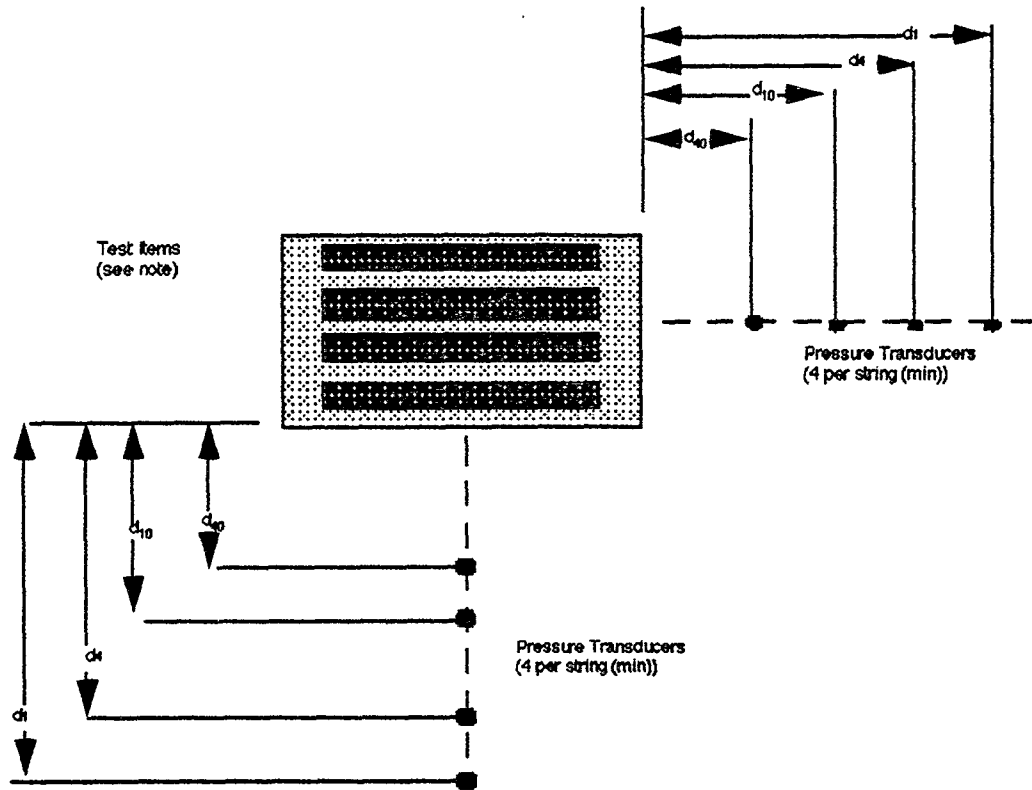 d1
d4
d10
d40
Test Items
(see note)
Pressure Transducers
(4 per string (min))
d10
d40
d4
d1
Pressure Transducers
(4 per string (min))